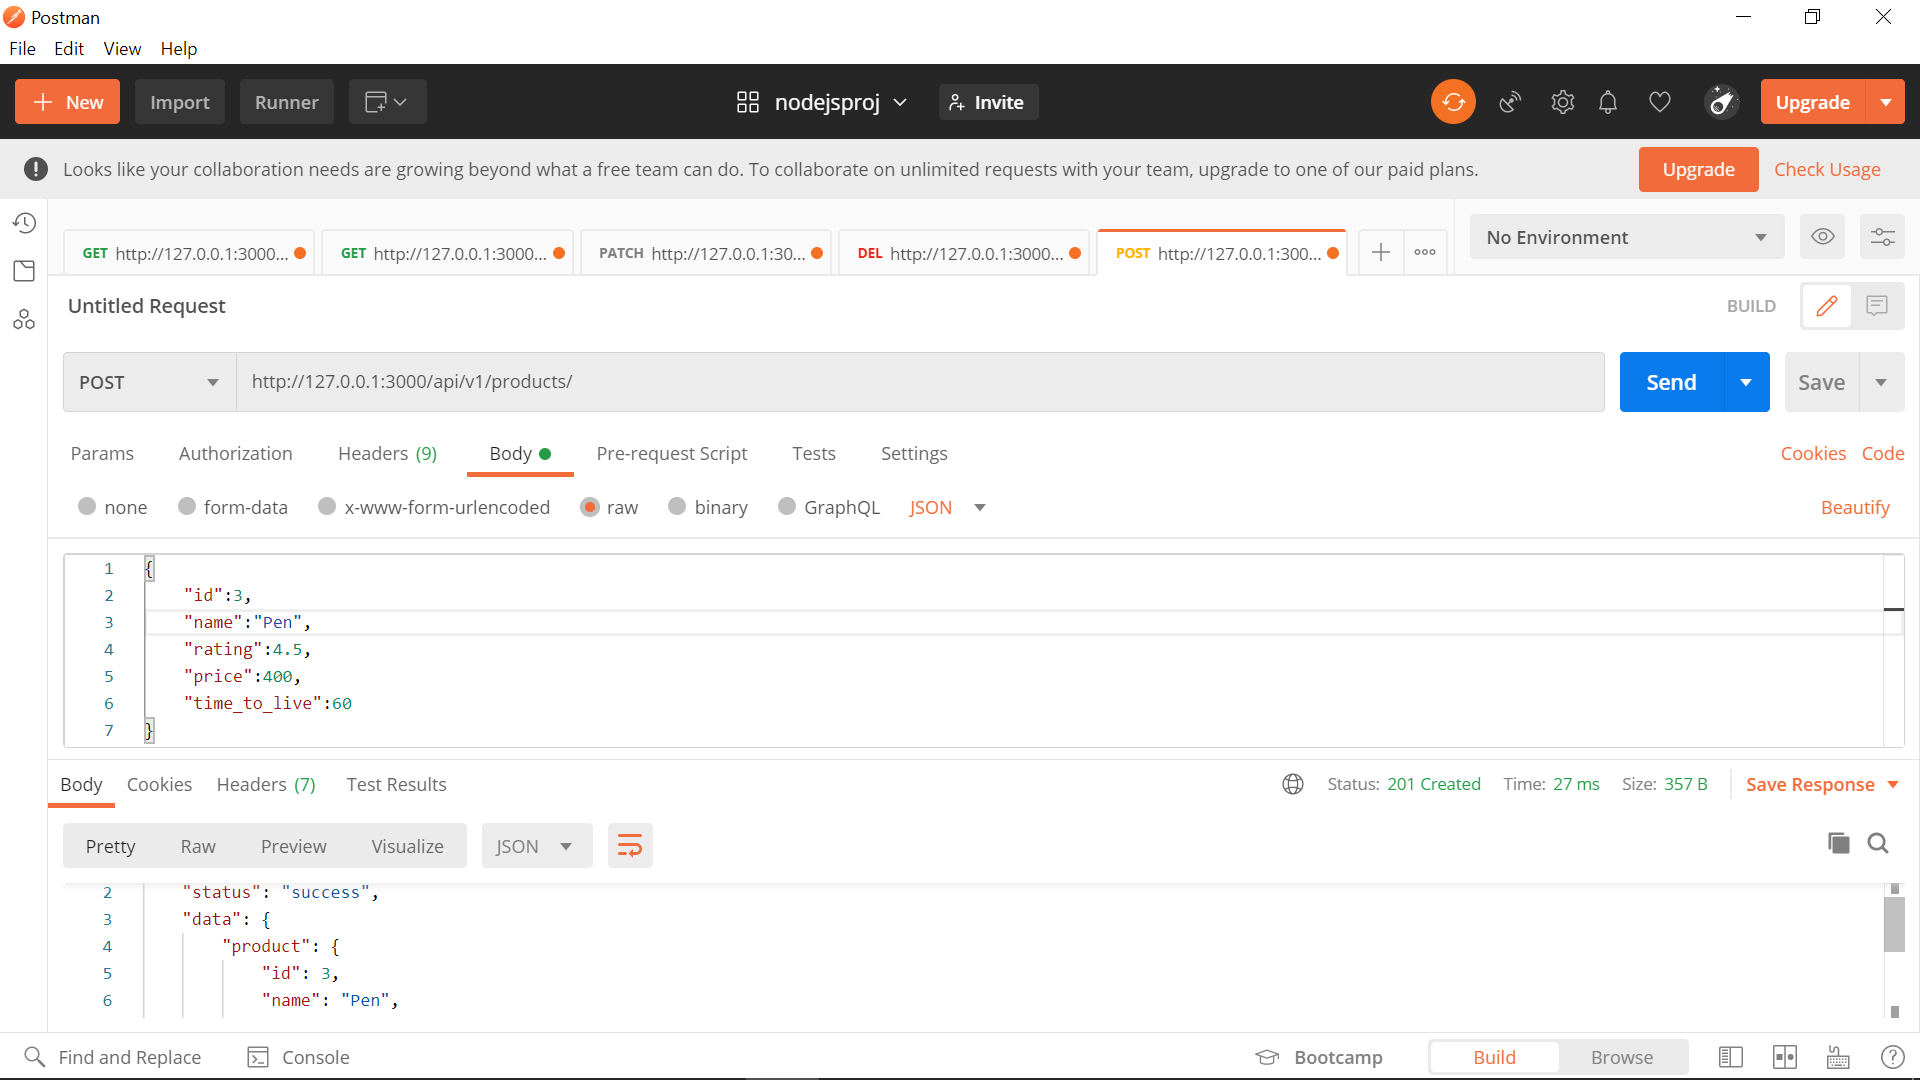 Postman
File Edit View Help
New Import Runner nodejsproj Invite Upgrade
Looks like your collaboration needs are growing beyond what a free team can do. To collaborate on unlimited requests with your team, upgrade to one of our paid plans. Upgrade Check Usage
GET http://127.0.0.1:3000... GET http://127.0.0.1:3000... PATCH http://127.0.0.1:30... DEL http://127.0.0.1:3000... POST http://127.0.0.1:300... No Environment
Untitled Request BUILD
POST http://127.0.0.1:3000/api/v1/products/ Send Save
Params Authorization Headers (9) Body Pre-request Script Tests Settings Cookies Code
none form-data x-www-form-urlencoded raw binary GraphQL JSON Beautify
1 {
2 "id":3,
3 "name":"Pen",
4 "rating":4.5,
5 "price":400,
6 "time_to_live":60
7 }
Body Cookies Headers (7) Test Results Status: 201 Created Time: 27 ms Size: 357 B Save Response
Pretty Raw Preview Visualize JSON
2 "status": "success",
3 "data": {
4 "product": {
5 "id": 3,
6 "name": "Pen",
Find and Replace Console Bootcamp Build Browse